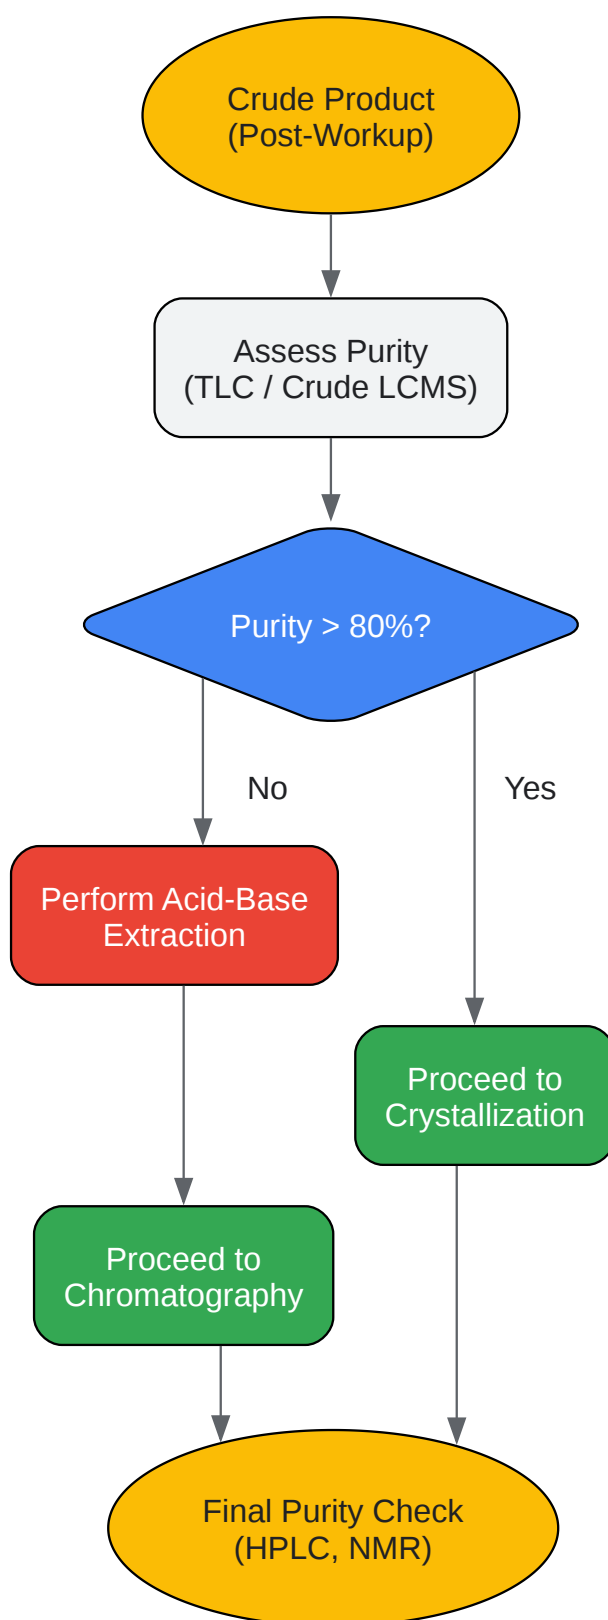 Crude Product
(Post-Workup)
Assess Purity
(TLC / Crude LCMS)
Purity > 80%?
No
Yes
Perform Acid-Base
Extraction
Proceed to
Crystallization
Proceed to
Chromatography
Final Purity Check
(HPLC, NMR)